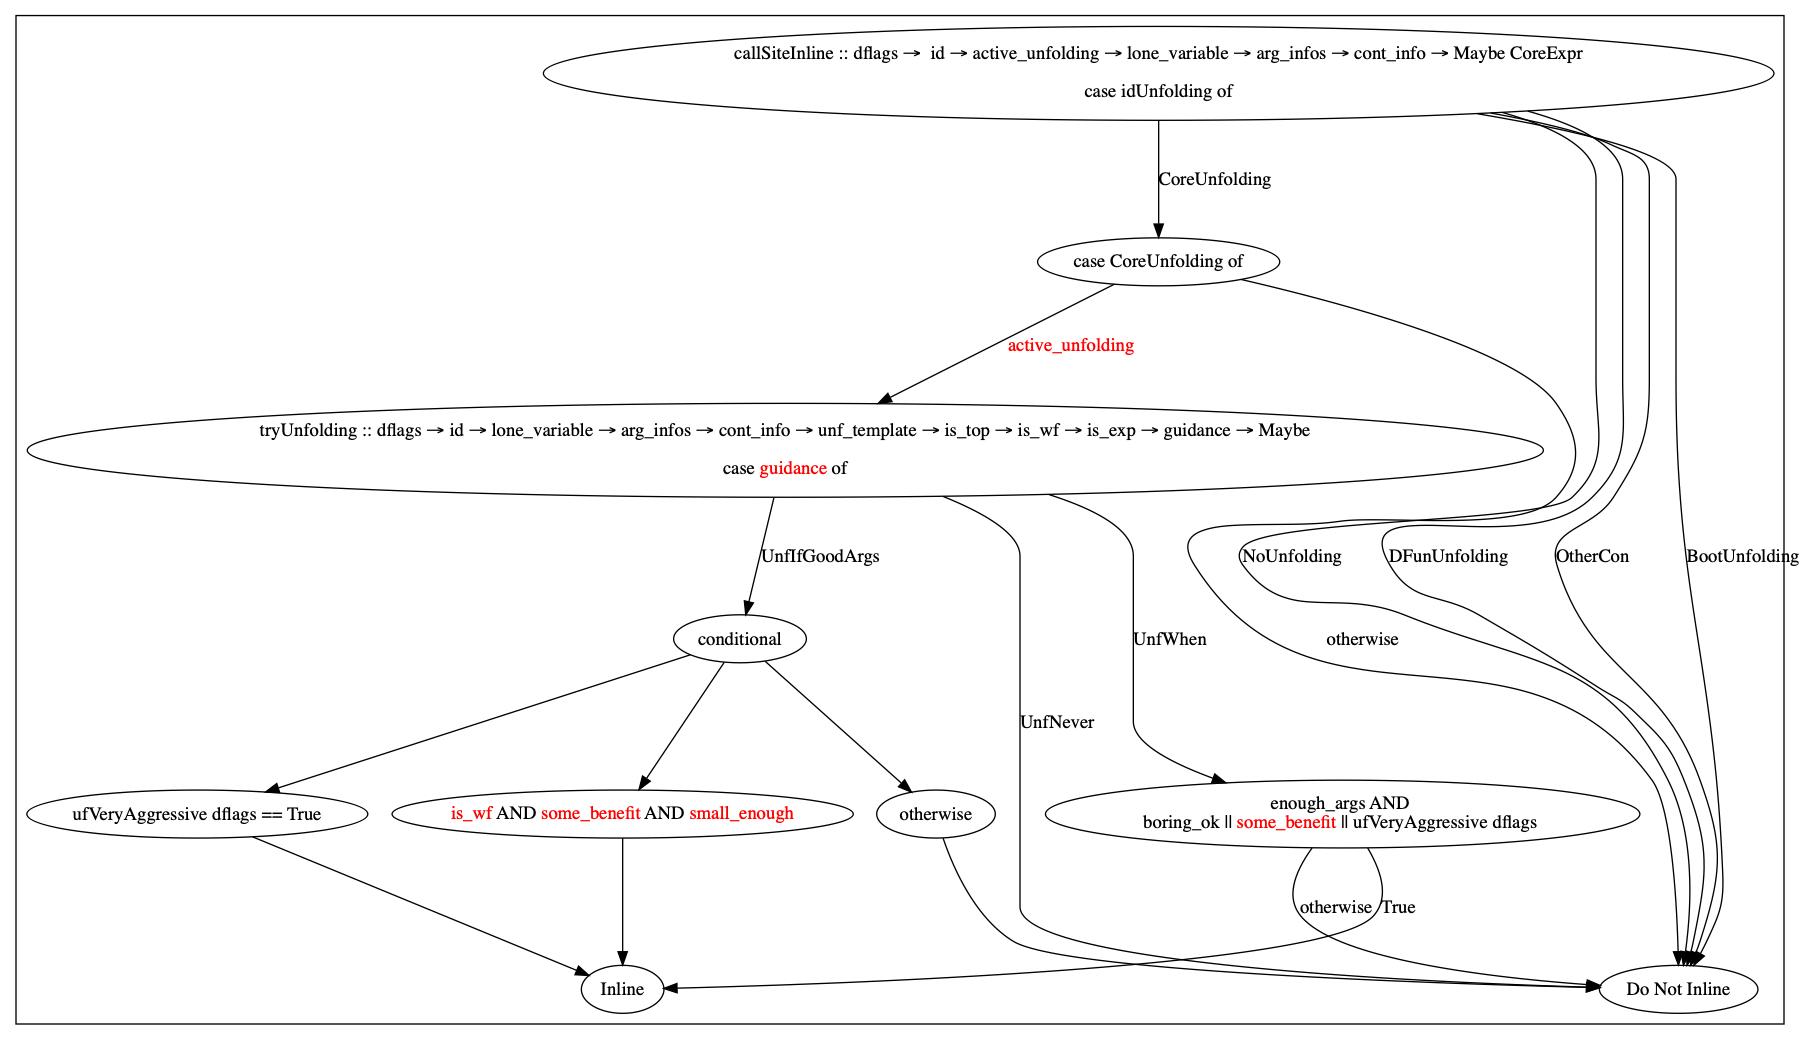 callSiteInline :: dflags → id → active_unfolding → lone_variable → arg_infos → cont_info → Maybe CoreExpr
case idUnfolding of
CoreUnfolding
case CoreUnfolding of
active_unfolding
tryUnfolding :: dflags → id → lone_variable → arg_infos → cont_info → unf_template → is_top → is_wf → is_exp → guidance → Maybe
case guidance of
UnfIfGoodArgs
NoUnfolding
DFunUnfolding
OtherCon
BootUnfolding
conditional
UnfWhen
otherwise
UnfNever
ufVeryAggressive dflags == True
is_wf AND some_benefit AND small_enough
otherwise
enough_args AND
boring_ok || some_benefit || ufVeryAggressive dflags
otherwise
True
Inline
Do Not Inline